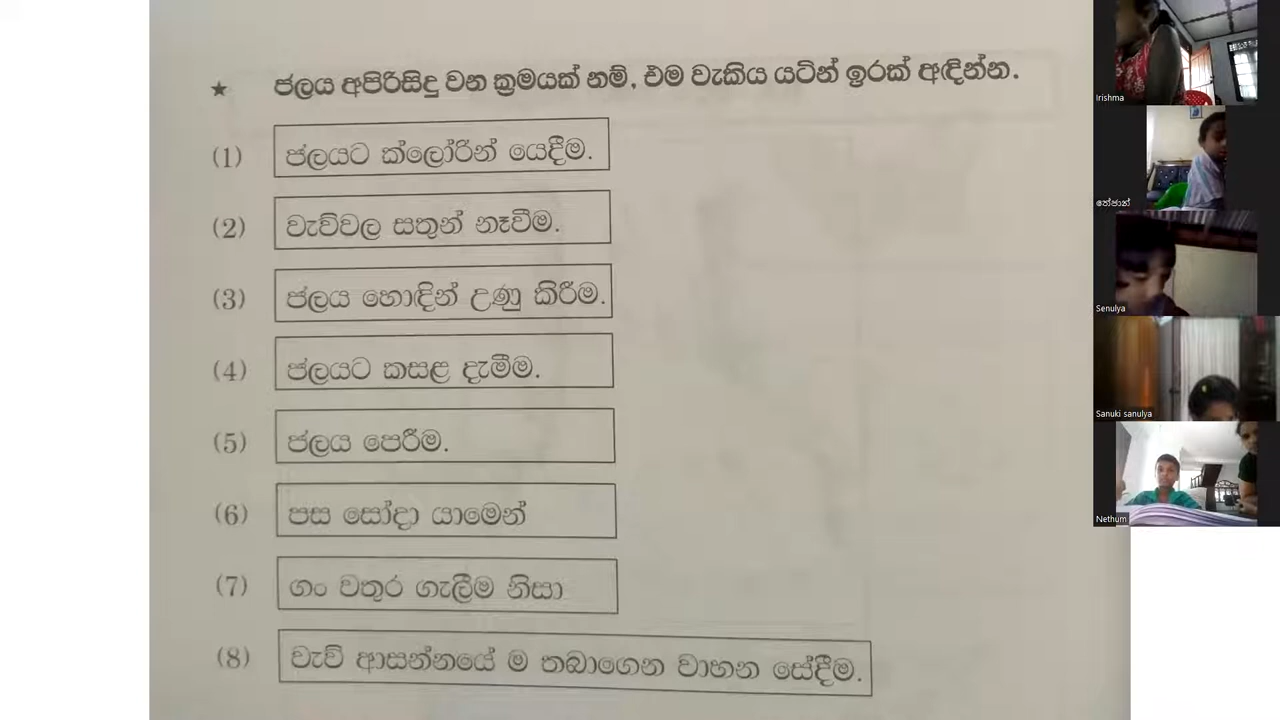 ★ ජලය අපිරිසිදු වන ක්‍රමයක් නම්, එම වැකිය යටින් ඉරක් අඳින්න.
(1) ජලයට ක්ලෝරින් යෙදීම.
(2) වැව්වල සතුන් නෑවීම.
(3) ජලය හොඳින් උණු කිරීම.
(4) ජලයට කසළ දැමීම.
(5) ජලය පෙරීම.
(6) පස සෝදා යාමෙන්
(7) ගං වතුර ගැලීම නිසා
(8) වැව් ආසන්නයේ ම තබාගෙන වාහන සේදීම.
Irishma
තේජාන්
Senulya
Sanuki sanulya
Nethum